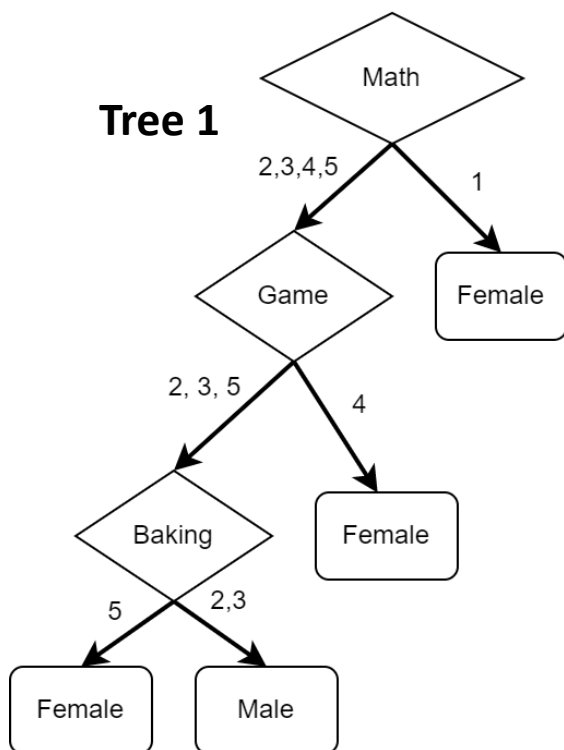 Math
Tree 1
2,3,4,5
1
Game
Female
2, 3, 5
4
Baking
Female
5
2,3
Female
Male